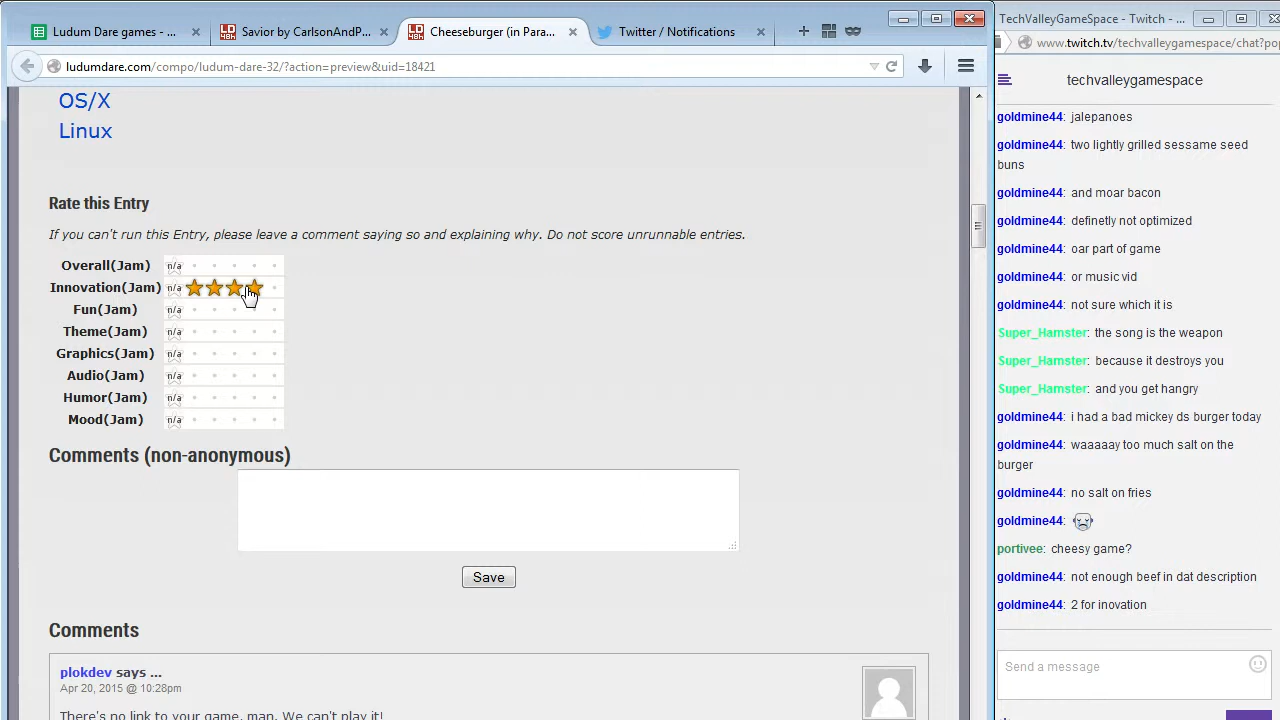 Ludum Dare games - ...
Savior by CarlsonAndP...
Cheeseburger (in Para...
Twitter / Notification...
TechValleyGameSpace - Twitch - ...
ludumdare.com/compo/ludum-dare-32/?action=preview&uid=18421
www.twitch.tv/techvalleygamespace/chat?po
OS/X
Linux
Rate this Entry
If you can't run this Entry, please leave a comment saying so and explaining why. Do not score unrunnable entries.
Overall(Jam) n/a
Innovation(Jam) n/a
Fun(Jam) n/a
Theme(Jam) n/a
Graphics(Jam) n/a
Audio(Jam) n/a
Humor(Jam) n/a
Mood(Jam) n/a
Comments (non-anonymous)
Save
Comments
plokdev says ...
Apr 20, 2015 @ 10:28pm
There's no link to your game, man. We can't play it!
techvalleygamespace
goldmine44: jalepanoes
goldmine44: two lightly grilled sessame seed
buns
goldmine44: and moar bacon
goldmine44: definetly not optimized
goldmine44: oar part of game
goldmine44: or music vid
goldmine44: not sure which it is
Super_Hamster: the song is the weapon
Super_Hamster: because it destroys you
Super_Hamster: and you get hangry
goldmine44: i had a bad mickey ds burger today
goldmine44: waaaaay too much salt on the
burger
goldmine44: no salt on fries
goldmine44:
portivee: cheesy game?
goldmine44: not enough beef in dat description
goldmine44: 2 for inovation
Send a message